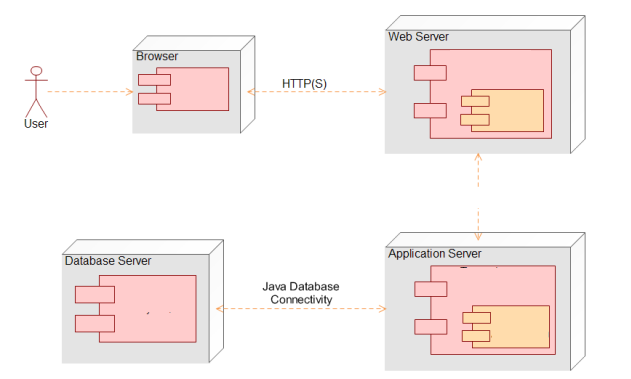 Web Server
Browser
HTTP(S)
User
Database Server
Application Server
Java Database
Connectivity